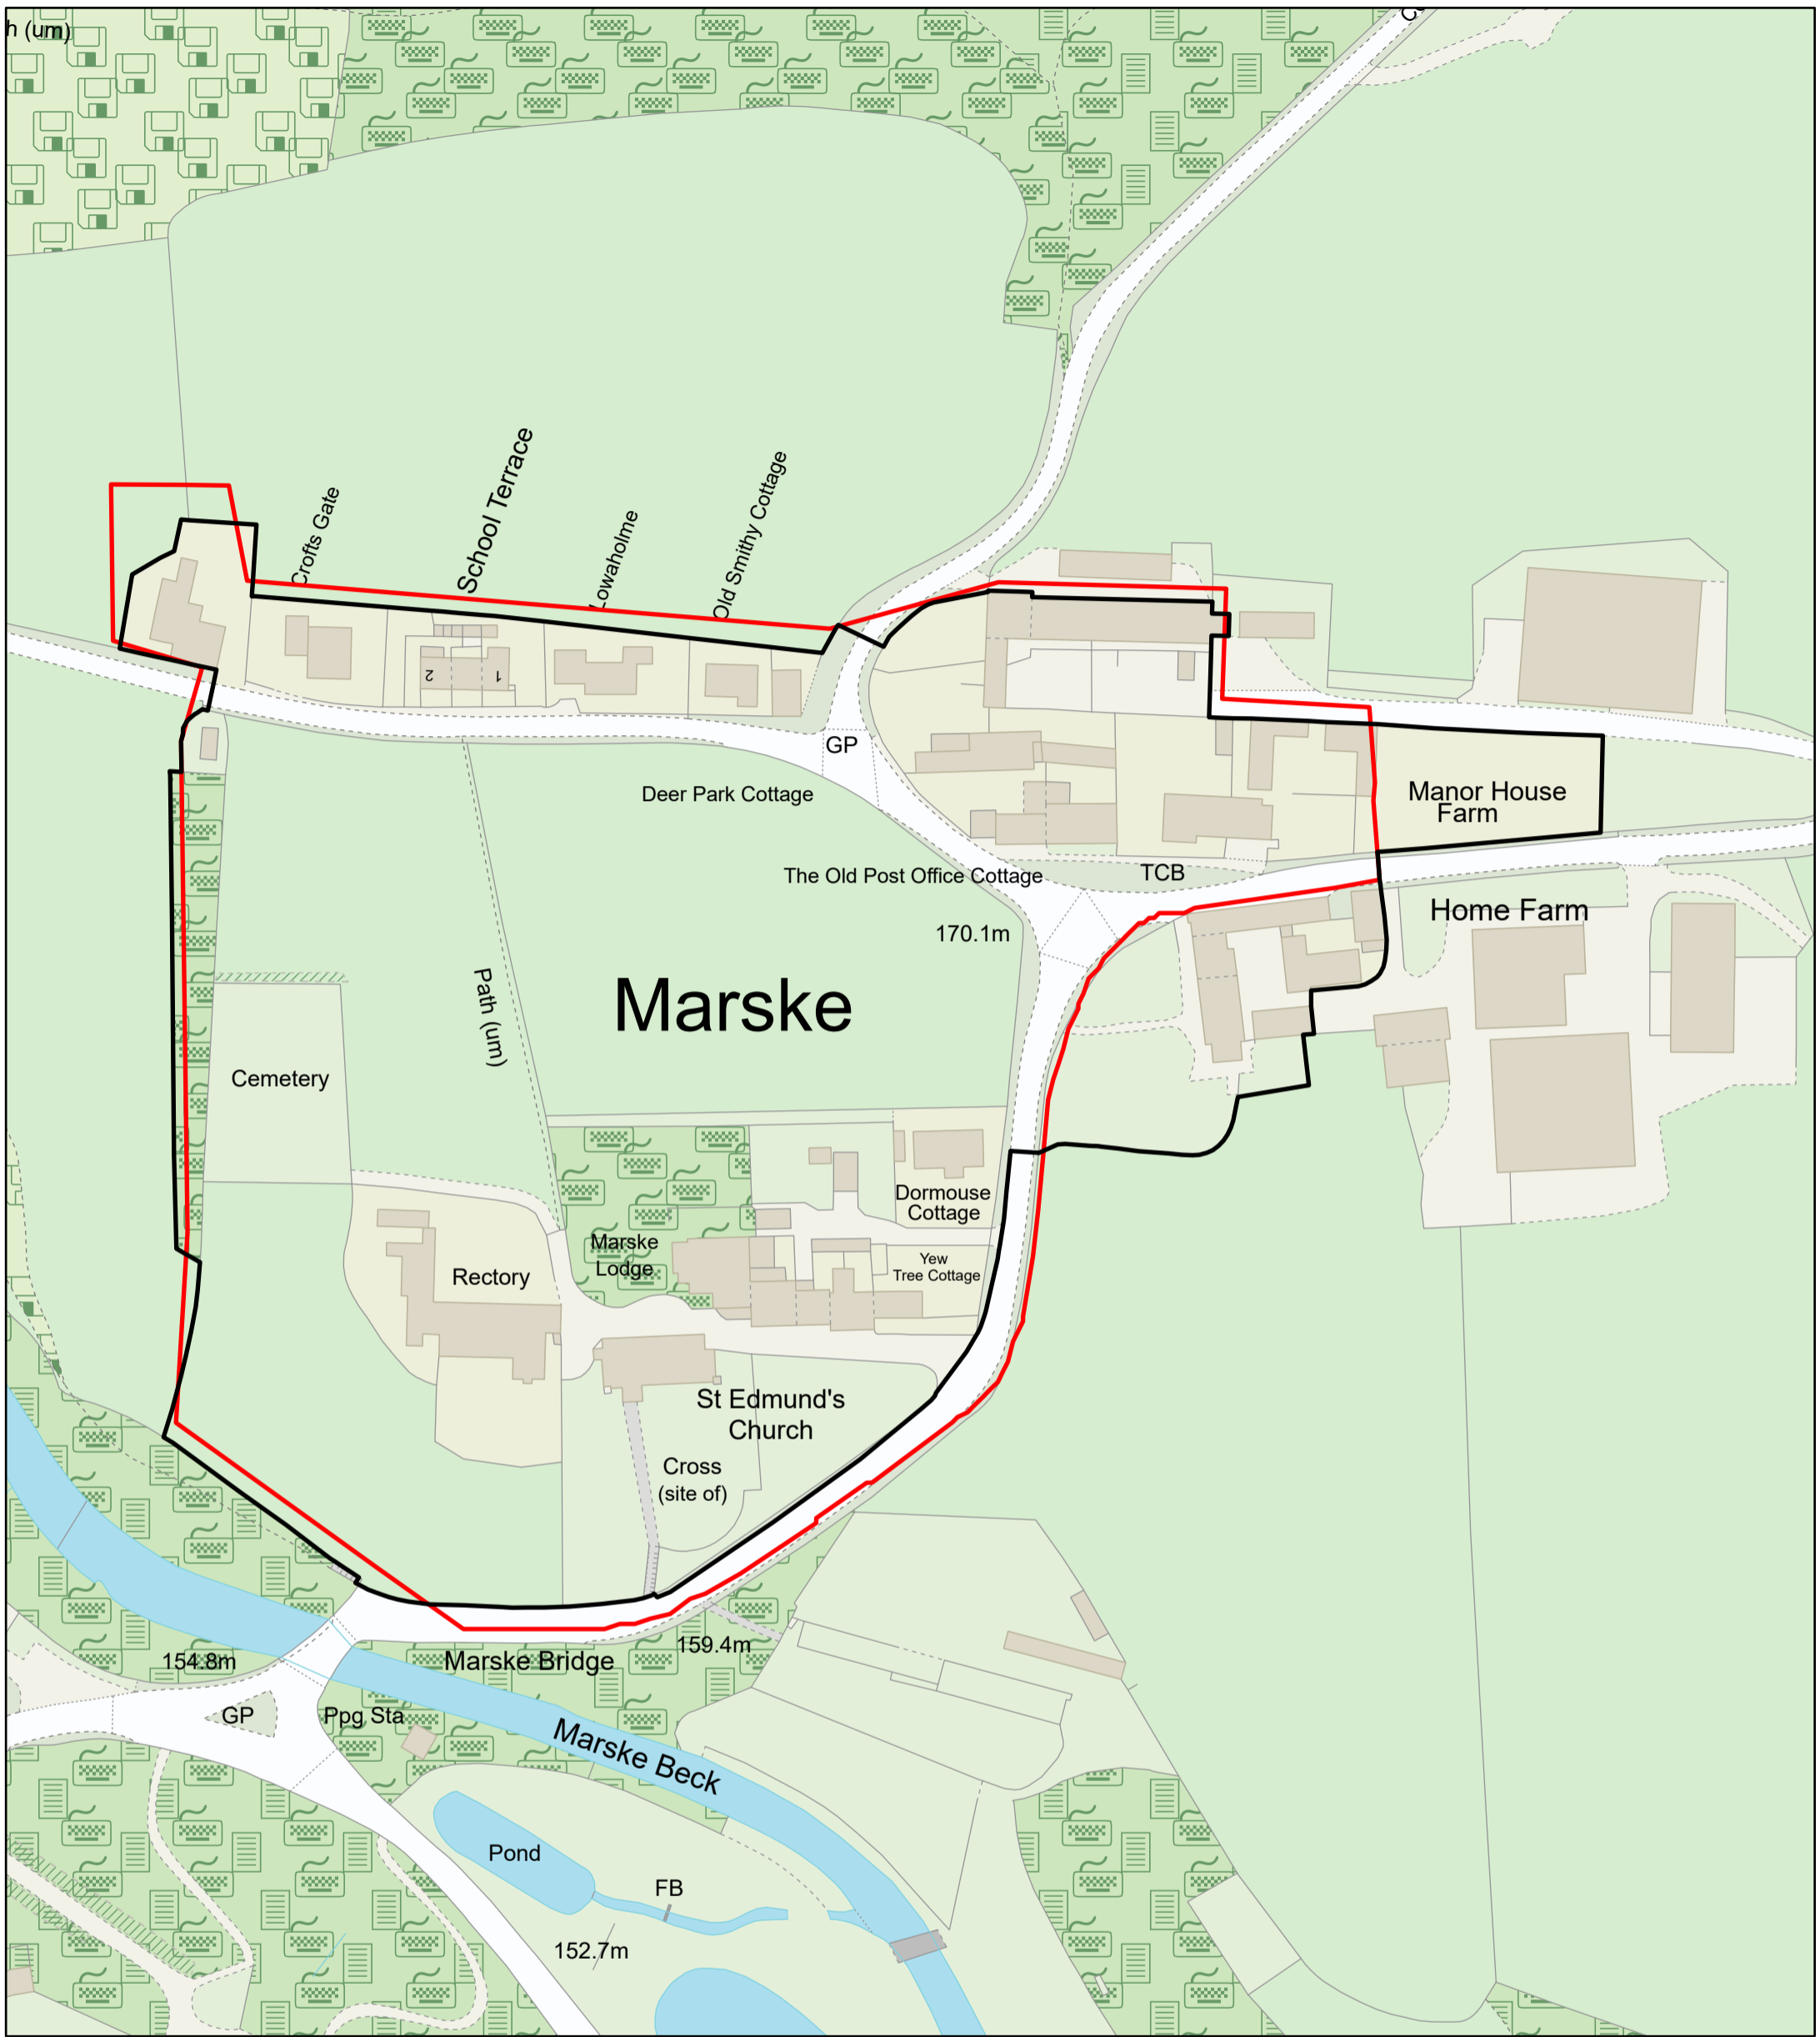 h (um)
Crofts Gate
School Terrace
Lowaholme
Old Smithy Cottage
2
1
GP
Deer Park Cottage
Manor House
Farm
The Old Post Office Cottage
TCB
Home Farm
170.1m
Marske
Path (um)
Cemetery
Dormouse
Cottage
Marske
Lodge
Yew
Tree Cottage
Rectory
St Edmund's
Church
Cross
(site of)
159.4m
154.8m
Marske Bridge
GP
Ppg Sta
Marske Beck
Pond
FB
152.7m